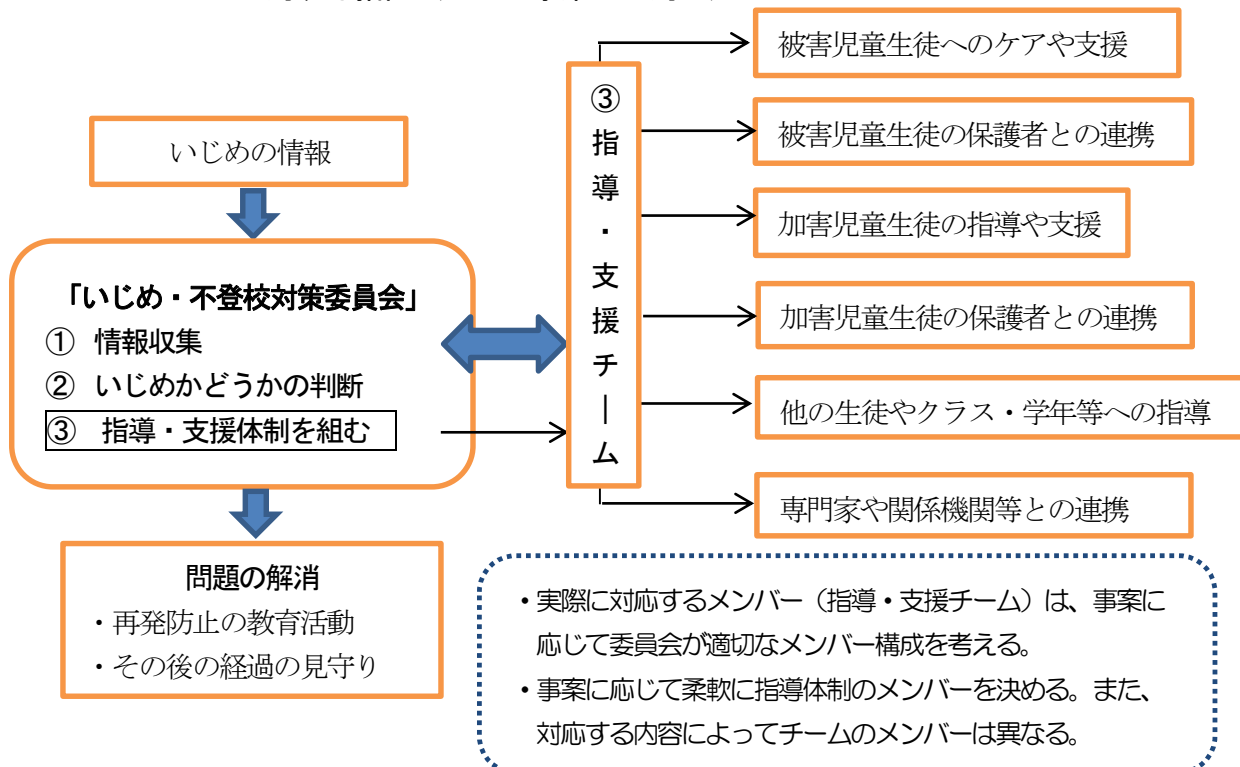 いじめの情報
「いじめ・不登校対策委員会」
① 情報収集
② いじめかどうかの判断
③ 指導・支援体制を組む
問題の解消
・再発防止の教育活動
・その後の経過の見守り
③指導・支援チーム
被害児童生徒へのケアや支援
被害児童生徒の保護者との連携
加害児童生徒の指導や支援
加害児童生徒の保護者との連携
他の生徒やクラス・学年等への指導
専門家や関係機関等との連携
・実際に対応するメンバー（指導・支援チーム）は、事案に
応じて委員会が適切なメンバー構成を考える。
・事案に応じて柔軟に指導体制のメンバーを決める。また、
対応する内容によってチームのメンバーは異なる。